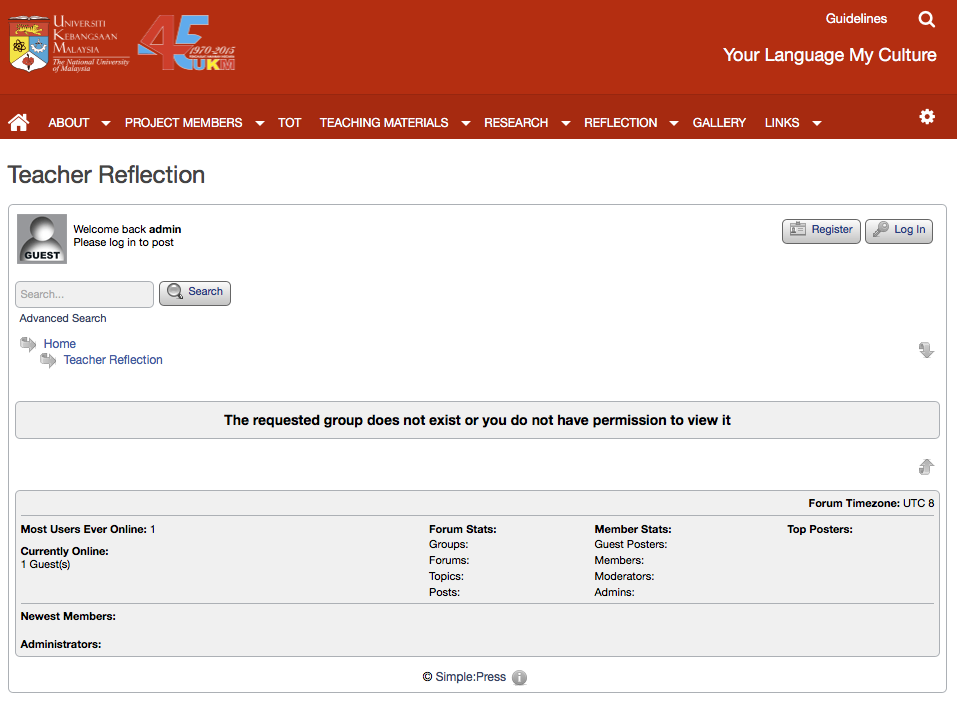 UNIVERSITI
KEBANGSAAN
MALAYSIA
The National University
of Malaysia
45
1970-2015
UKM
Guidelines
Your Language My Culture
ABOUT PROJECT MEMBERS TOT TEACHING MATERIALS RESEARCH REFLECTION GALLERY LINKS
Teacher Reflection
GUEST
Welcome back admin
Please log in to post
Register Log In
Search... Search
Advanced Search
Home
Teacher Reflection
The requested group does not exist or you do not have permission to view it
Forum Timezone: UTC 8
Most Users Ever Online: 1
Currently Online:
1 Guest(s)
Forum Stats:
Groups:
Forums:
Topics:
Posts:
Member Stats:
Guest Posters:
Members:
Moderators:
Admins:
Top Posters:
Newest Members:
Administrators:
© Simple:Press i